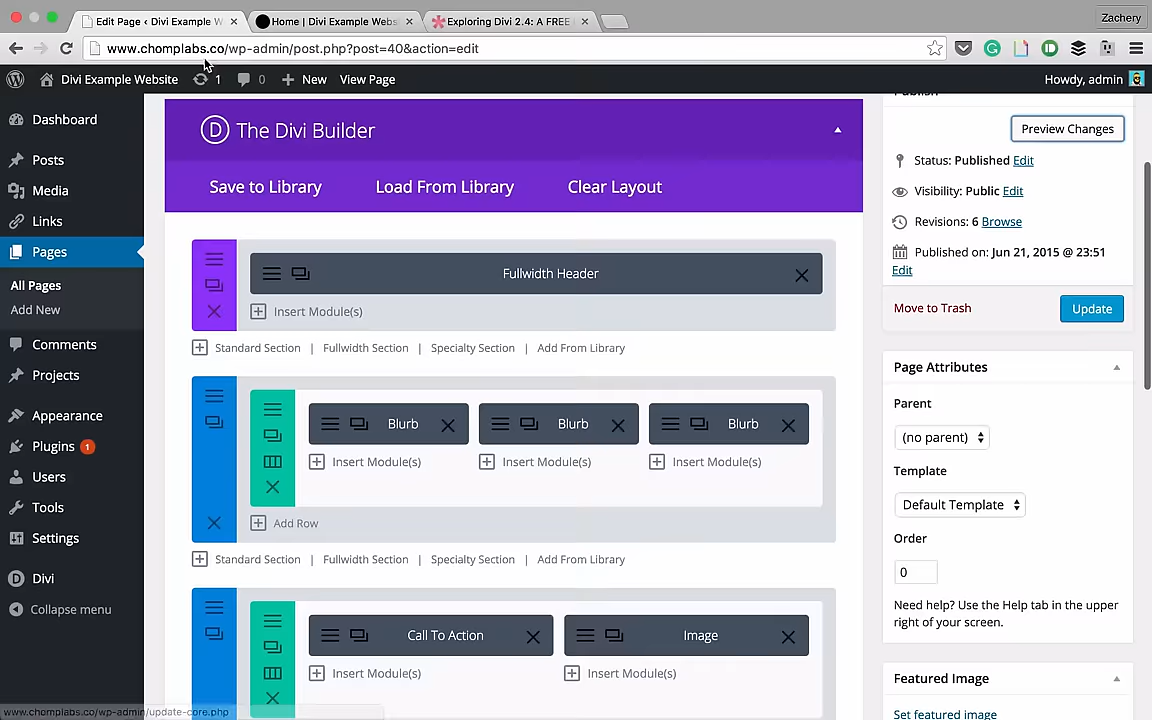 Edit Page ‹ Divi Example W
Home | Divi Example Webs
Exploring Divi 2.4: A FREE
Zachery
www.chomplabs.co/wp-admin/post.php?post=40&action=edit
Divi Example Website
1
0
New
View Page
Howdy, admin
Dashboard
Posts
Media
Links
Pages
All Pages
Add New
Comments
Projects
Appearance
Plugins 1
Users
Tools
Settings
Divi
Collapse menu
D The Divi Builder
Save to Library
Load From Library
Clear Layout
Fullwidth Header
Insert Module(s)
Standard Section | Fullwidth Section | Specialty Section | Add From Library
Blurb
Blurb
Blurb
Insert Module(s)
Insert Module(s)
Insert Module(s)
Add Row
Standard Section | Fullwidth Section | Specialty Section | Add From Library
Call To Action
Image
Insert Module(s)
Insert Module(s)
Publish
Preview Changes
Status: Published Edit
Visibility: Public Edit
Revisions: 6 Browse
Published on: Jun 21, 2015 @ 23:51
Edit
Move to Trash
Update
Page Attributes
Parent
(no parent)
Template
Default Template
Order
0
Need help? Use the Help tab in the upper
right of your screen.
Featured Image
Set featured image
www.chomplabs.co/wp-admin/update-core.php